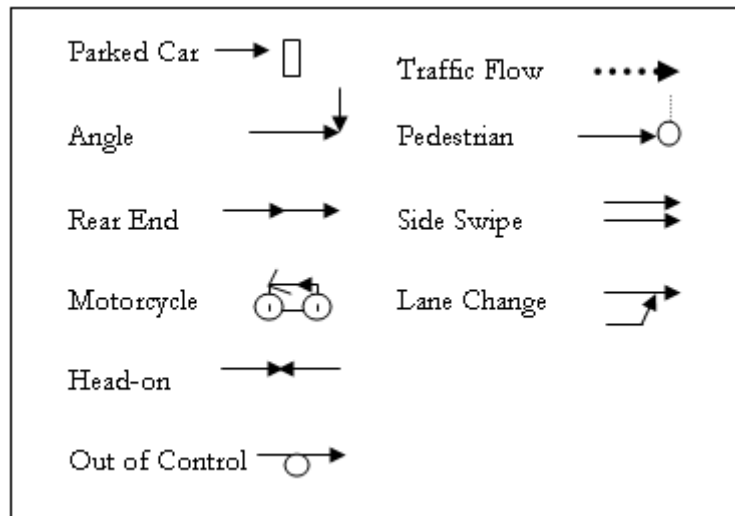 Parked Car
Angle
Rear End
Motorcycle
Head-on
Out of Control
Traffic Flow
Pedestrian
Side Swipe
Lane Change